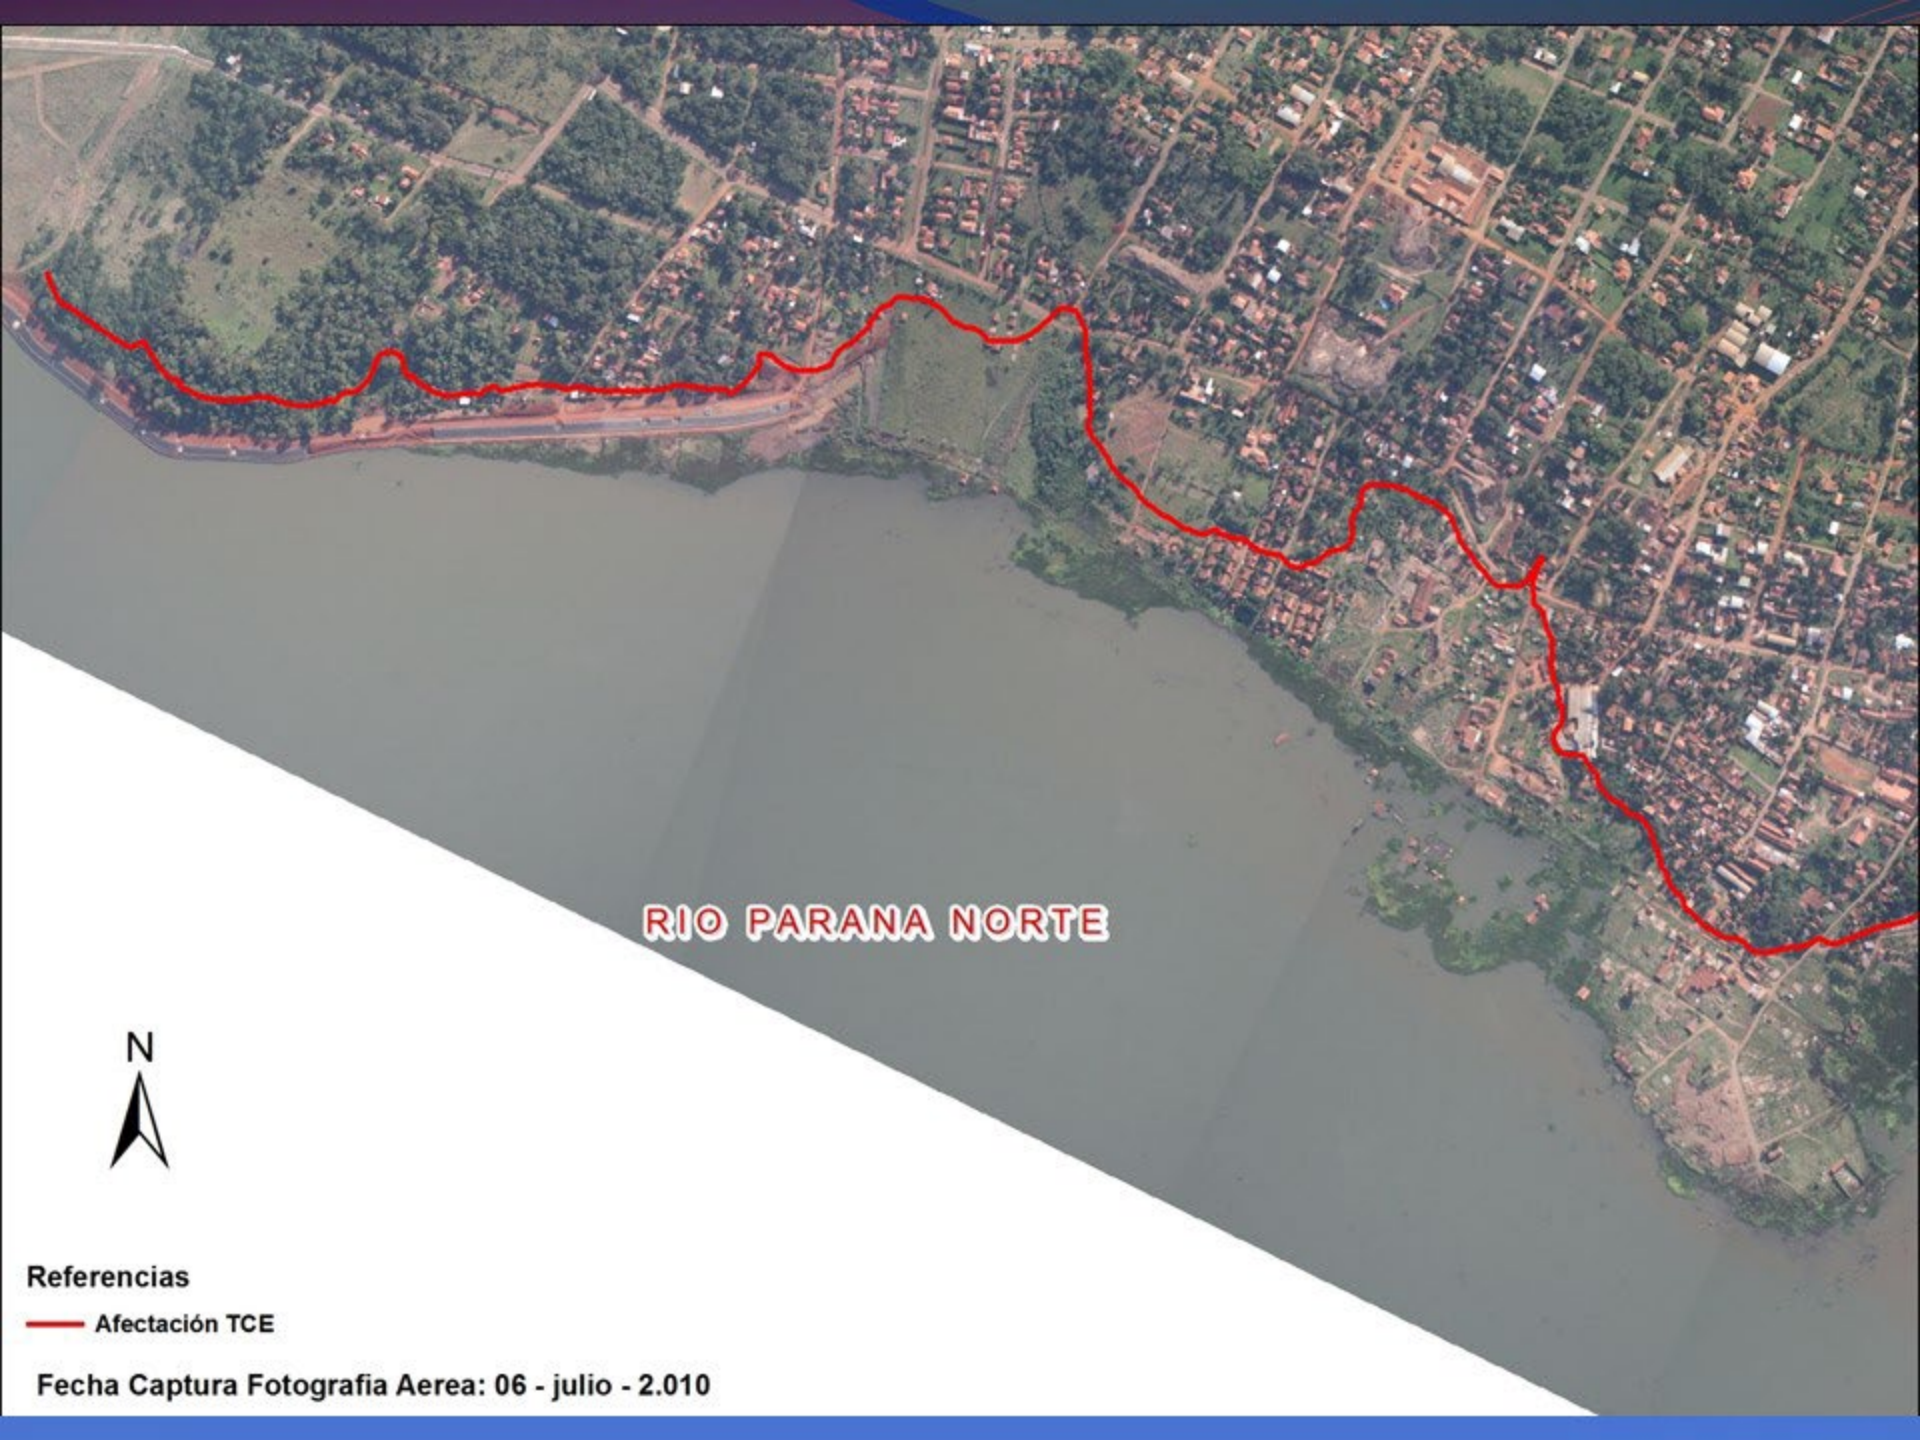 RIO PARANA NORTE
N
Referencias
Afectación TCE
Fecha Captura Fotografia Aerea: 06 - julio - 2.010